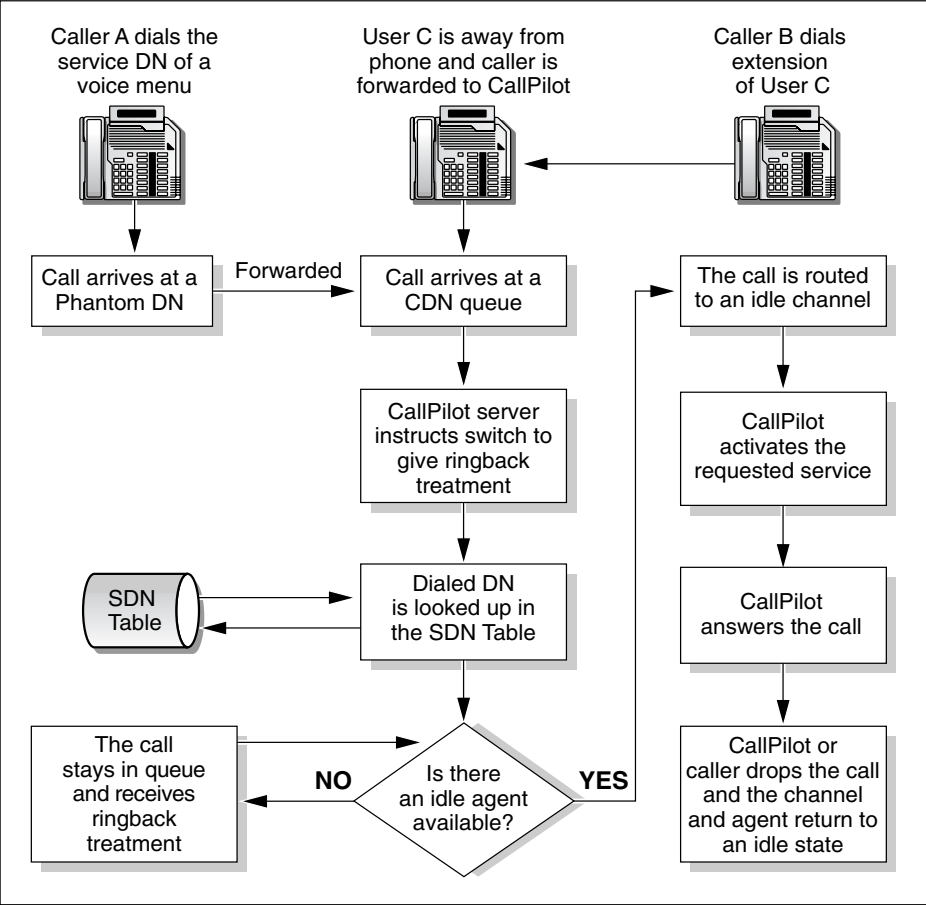 Caller A dials the
service DN of a
voice menu
User C is away from
phone and caller is
forwarded to CallPilot
Caller B dials
extension
of User C
Call arrives at a
Phantom DN
Forwarded
Call arrives at a
CDN queue
The call is routed
to an idle channel
CallPilot server
instructs switch to
give ringback
treatment
CallPilot
activates the
requested service
SDN
Table
Dialed DN
is looked up in
the SDN Table
CallPilot
answers the call
The call
stays in queue
and receives
ringback
treatment
NO
Is there
an idle agent
available?
YES
CallPilot or
caller drops the call
and the channel
and agent return to
an idle state